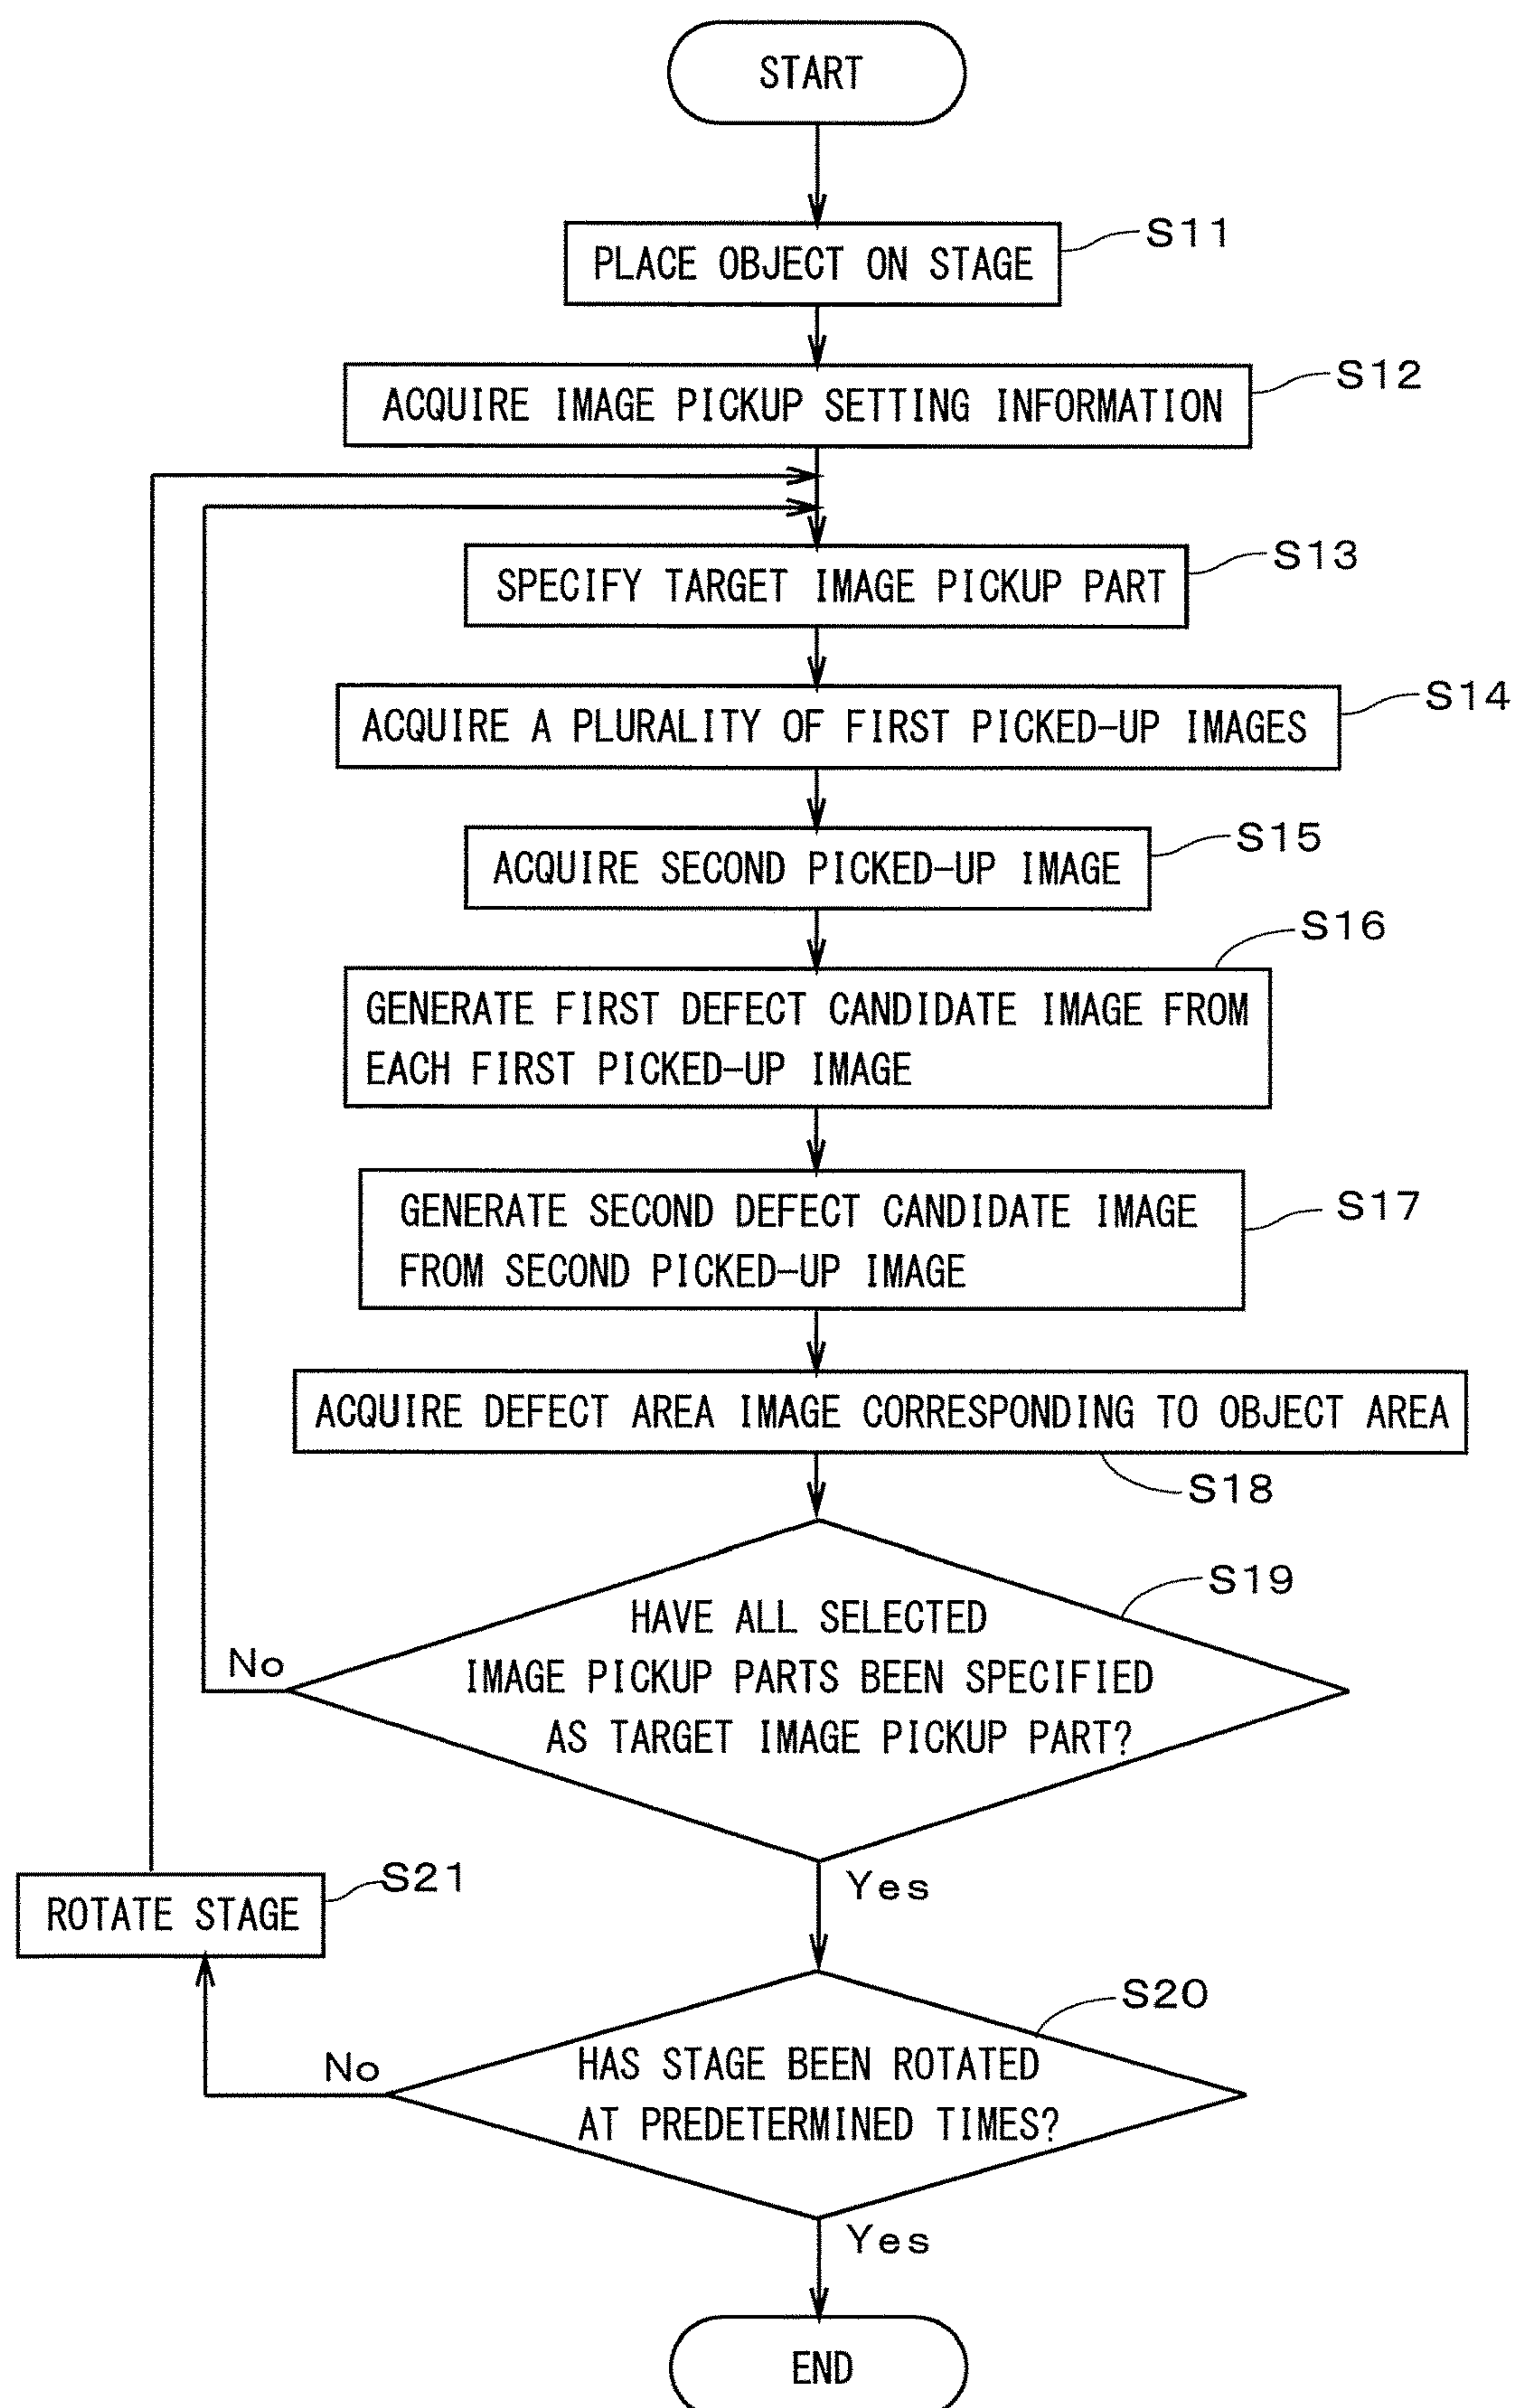 START
PLACE OBJECT ON STAGE
S11
ACQUIRE IMAGE PICKUP SETTING INFORMATION
S12
SPECIFY TARGET IMAGE PICKUP PART
S13
ACQUIRE A PLURALITY OF FIRST PICKED-UP IMAGES
S14
ACQUIRE SECOND PICKED-UP IMAGE
S15
S16
GENERATE FIRST DEFECT CANDIDATE IMAGE FROM
EACH FIRST PICKED-UP IMAGE
GENERATE SECOND DEFECT CANDIDATE IMAGE
FROM SECOND PICKED-UP IMAGE
S17
ACQUIRE DEFECT AREA IMAGE CORRESPONDING TO OBJECT AREA
S18
S19
HAVE ALL SELECTED
IMAGE PICKUP PARTS BEEN SPECIFIED
AS TARGET IMAGE PICKUP PART?
No
Yes
ROTATE STAGE
S21
S20
HAS STAGE BEEN ROTATED
AT PREDETERMINED TIMES?
No
Yes
END